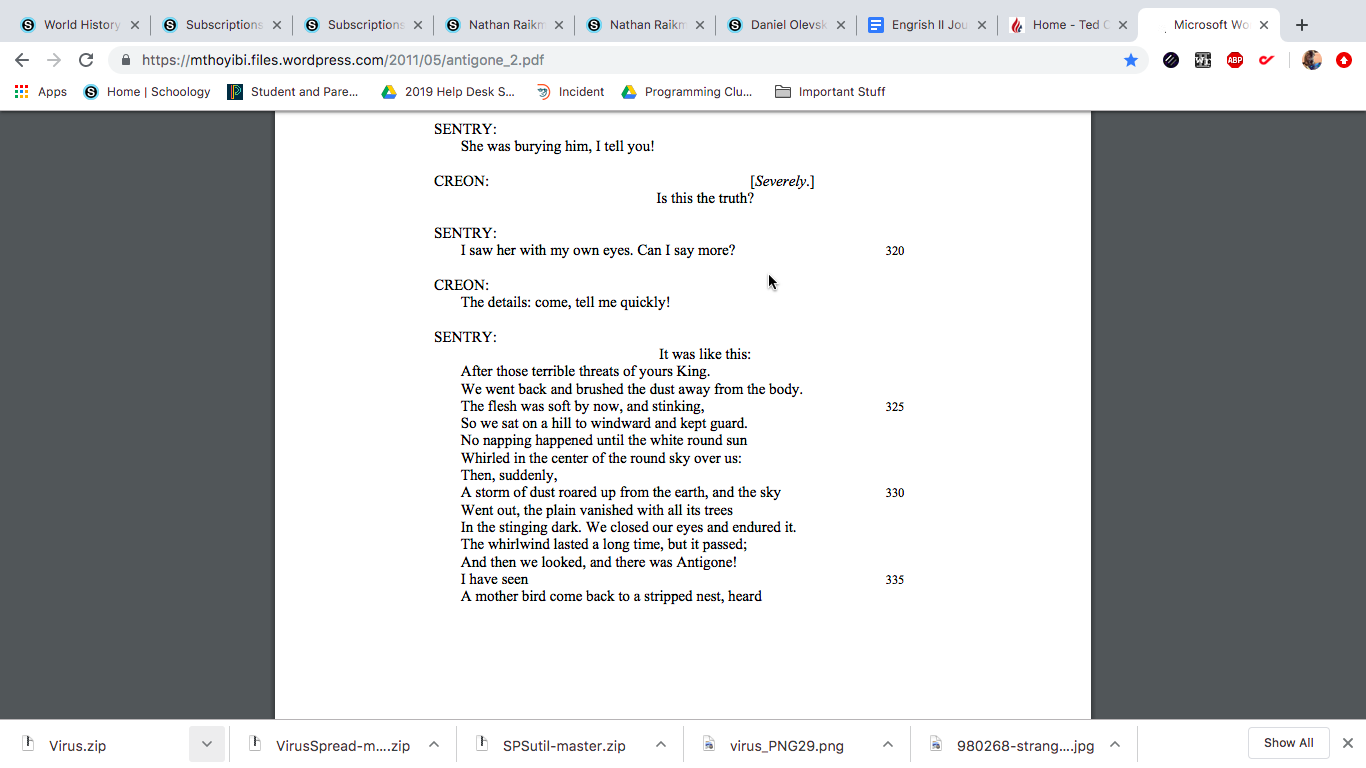 World History
Subscriptions
Subscriptions
Nathan Raikm
Nathan Raikm
Daniel Olevsk
Engrish II Jou
Home - Ted C
Microsoft Wo
https://mthoyibi.files.wordpress.com/2011/05/antigone_2.pdf
ABP
Apps
Home | Schoology
Student and Pare...
2019 Help Desk S...
Incident
Programming Clu...
Important Stuff
SENTRY:
She was burying him, I tell you!
CREON: [Severely.]
Is this the truth?
SENTRY:
I saw her with my own eyes. Can I say more? 320
CREON:
The details: come, tell me quickly!
SENTRY:
It was like this:
After those terrible threats of yours King.
We went back and brushed the dust away from the body.
The flesh was soft by now, and stinking, 325
So we sat on a hill to windward and kept guard.
No napping happened until the white round sun
Whirled in the center of the round sky over us:
Then, suddenly,
A storm of dust roared up from the earth, and the sky 330
Went out, the plain vanished with all its trees
In the stinging dark. We closed our eyes and endured it.
The whirlwind lasted a long time, but it passed;
And then we looked, and there was Antigone!
I have seen 335
A mother bird come back to a stripped nest, heard
Virus.zip
VirusSpread-m....zip
SPSutil-master.zip
virus_PNG29.png
980268-strang....jpg
Show All